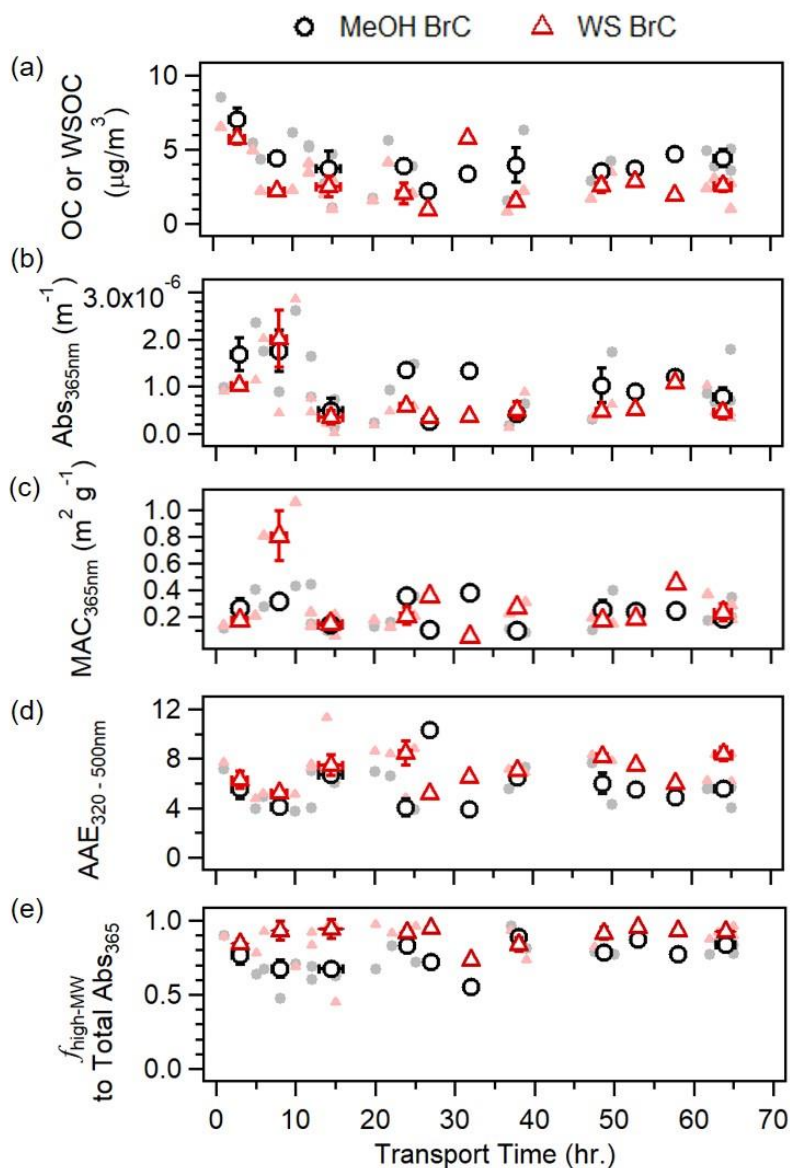 MeOH BrC WS BrC
(a)
OC or WSOC
(μg/m³)
10
5
0
(b)
Abs365nm (m⁻¹)
3.0x10⁻⁶
2.0
1.0
0.0
(c)
MAC365nm (m² g⁻¹)
1.0
0.8
0.6
0.4
0.2
(d)
AAE320 - 500nm
12
8
4
0
(e)
fhigh-MW
to Total Abs365
1.0
0.5
0.0
0 10 20 30 40 50 60 70
Transport Time (hr.)